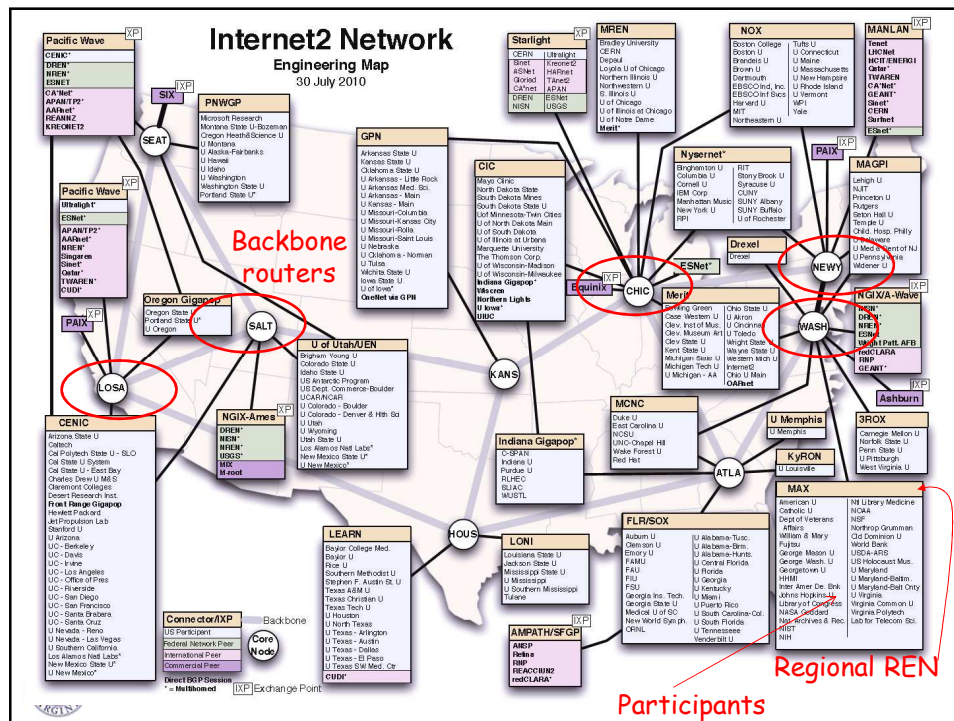 Internet2 Network
Engineering Map
30 July 2010
IXP
Pacific Wave
CENIC*
DREN*
NREN*
ESNET
CA*Net*
APAN/TP2*
AARnet*
REANNZ
KREONET2
SIX
SEAT
PNWGP
Microsoft Research
Montana State U-Bozeman
Oregon Heath&Science U
U Montana
U Alaska-Fairbanks
U Hawaii
U Idaho
U Washington
Washington State U
Portland State U*
IXP
Pacific Wave
Ultralight*
ESNet*
APAN/TP2*
AARnet*
NREN*
Singaren
Sinet*
Qatar*
TWAREN*
CUDI*
PAIX
Oregon Gigapop
Oregon State U
Portland State U*
U Oregon
Backbone
routers
SALT
LOSA
GPN
Arkansas State U
Kansas State U
Oklahoma State U
U Arkansas - Little Rock
U Arkansas Med. Sci.
U Arkansas - Main
U Kansas - Main
U Missouri-Columbia
U Missouri-Kansas City
U Missouri-Rolla
U Missouri-Saint Louis
U Nebraska
U Oklahoma - Norman
U Tulsa
Wichita State U
Iowa State U
U of Iowa*
OneNet via GPN
CIC
Mayo Clinic
North Dakota State
South Dakota Mines
South Dakota State U
Uof Minnesota-Twin Cities
U of North Dakota Main
U of South Dakota
U of Illinois at Urbana
Marquette University
The Thomson Corp.
U of Wisconsin-Madison
U of Wisconsin-Milwaukee
Indiana Gigapop*
Wiscren
Northern Lights
U Iowa*
UIUC
IXP
Starlight
CERN
Sinet
ASNet
Gloriad
CA*net
DREN
NISN
Ultralight
Kreonet2
HARnet
TAnet2
APAN
ESNet
USGS
MREN
Bradley University
CERN
Depaul
Loyola U of Chicago
Northern Illinois U
Northwestern U
S. Illinois U
U of Chicago
U of Illinois at Chicago
U of Notre Dame
Merit*
NOX
Boston College
Boston U
Brandeis U
Brown U
Dartmouth
EBSCO Ind, Inc.
EBSCO Inf Svcs
Harvard U
MIT
Northeastern U
Tufts U
U Connecticut
U Maine
U Massachusetts
U New Hampsire
U Rhode Island
U Vermont
WPI
Yale
IXP
MANLAN
Tenet
LHCNet
HCIT/ENERGI
Qatar*
TWAREN
CA*Net*
GEANT*
Sinet*
CERN
Surfnet
ESnet*
PAIX
Nysernet*
Binghamton U
Columbia U
Cornell U
IBM Corp
Manhattan Music
New York U
RPI
RIT
Stony Brook U
Syracuse U
CUNY
SUNY Albany
SUNY Buffalo
U of Rochester
MAGPI
Lehigh U
NJIT
Princeton U
Rutgers
Seton Hall U
Temple U
Child. Hosp. Philly
U Delaware
U Med & Dent of NJ
U Pennsylvania
Widener U
Drexel
Drexel
ESNet*
IXP
Equinix
CHIC
NEWY
WASH
Merit
Bowling Green
Case Western U
Clev. Inst of Mus.
Clev. Museum Art
Clev State U
Kent State U
Michigan State U
Michigan Tech U
U Michigan - AA
Ohio State U
U Akron
U Cincinnati
U Toledo
Wright State U
Wayne State U
Western Mich U
Internet2
Ohio U Main
OARnet
IXP
NGIX/A-Wave
NISN*
DREN*
NREN*
ESNet
Wright Patt. AFB
redCLARA
RNP
GEANT*
Ashburn
U of Utah/UEN
Brigham Young U
Colorado State U
Idaho State U
US Antarctic Program
US Dept. Commerce-Boulder
UCAR/NCAR
U Colorado - Boulder
U Colorado - Denver & Hlth Sci
U Utah
U Wyoming
Utah State U
Los Alamos Natl Labs*
New Mexico State U*
U New Mexico*
KANS
CENIC
Arizona State U
Caltech
Cal Polytech State U - SLO
Cal State U System
Cal State U - East Bay
Charles Drew U M&S
Claremont Colleges
Desert Research Inst.
Front Range Gigapop
Hewlett Packard
Jet Propulsion Lab
Stanford U
U Arizona
UC - Berkeley
UC - Davis
UC - Irvine
UC - Los Angeles
UC - Office of Pres
UC - Riverside
UC - San Diego
UC - San Francisco
UC - Santa Brabara
UC - Santa Cruz
U Nevada - Reno
U Nevada - Las Vegas
U Southern California
Los Alamos Natl Labs*
New Mexico State U*
U New Mexico*
IXP
NGIX-Ames
DREN*
NISN*
NREN*
USGS*
MIX
M-root
Indiana Gigapop*
C-SPAN
Indiana U
Purdue U
RLHEC
SLIAC
WUSTL
MCNC
Duke U
East Carolina U
NCSU
UNC-Chapel Hill
Wake Forest U
Red Hat
U Memphis
U Memphis
KyRON
U Louisville
3ROX
Carnegie Mellon U
Norfolk State U
Penn State U
U Pittsburgh
West Virginia U
ATLA
HOUS
LEARN
Baylor College Med.
Baylor U
Rice U
Southern Methodist U
Stephen F. Austin St. U
Texas A&M U
Texas Christian U
Texas Tech U
U Houston
U North Texas
U Texas - Arlington
U Texas - Austin
U Texas - Dallas
U Texas - El Paso
U Texas SW Med. Ctr
CUDI*
LONI
Louisiana State U
Jackson State U
Mississippi State U
U Mississippi
U Southern Mississippi
Tulane
FLR/SOX
Auburn U
Clemson U
Emory U
FAMU
FAU
FIU
FSU
Georgia Ins. Tech.
Georgia State U
Medical U of SC
New World Symph.
ORNL
U Alabama-Tusc.
U Alabama-Birm.
U Alabama-Hunts.
U Central Florida
U Florida
U Georgia
U Kentucky
U Miami
U Puerto Rico
U South Carolina-Col.
U South Florida
U Tennesseee
Venderbilt U
MAX
American U
Catholic U
Dept of Veterans
Affairs
William & Mary
Fujitsu
George Mason U
George Wash. U
Georgetown U
HHMI
Inter Amer De. Bnk
Johns Hopkins U
Library of Congress
NASA Goddard
Nat. Archives & Rec.
NIST
NIH
Ntl Library Medicine
NOAA
NSF
Northrop Grumman
Old Dominion U
World Bank
USDA-ARS
US Holocaust Mus.
U Maryland
U Maryland-Baltim.
U Maryland-Balt Cnty
U Virginia
Virginia Common U
Virginia Polytech
Lab for Telecom Sci.
AMPATH/SFGP
ANSP
Retina
RNP
REACCIUN2
redCLARA*
Connector/IXP
US Participant
Federal Network Peer
International Peer
Commercial Peer
Direct BGP Session
* = Multihomed
IXP Exchange Point
Backbone
Core
Node
Regional REN
Participants